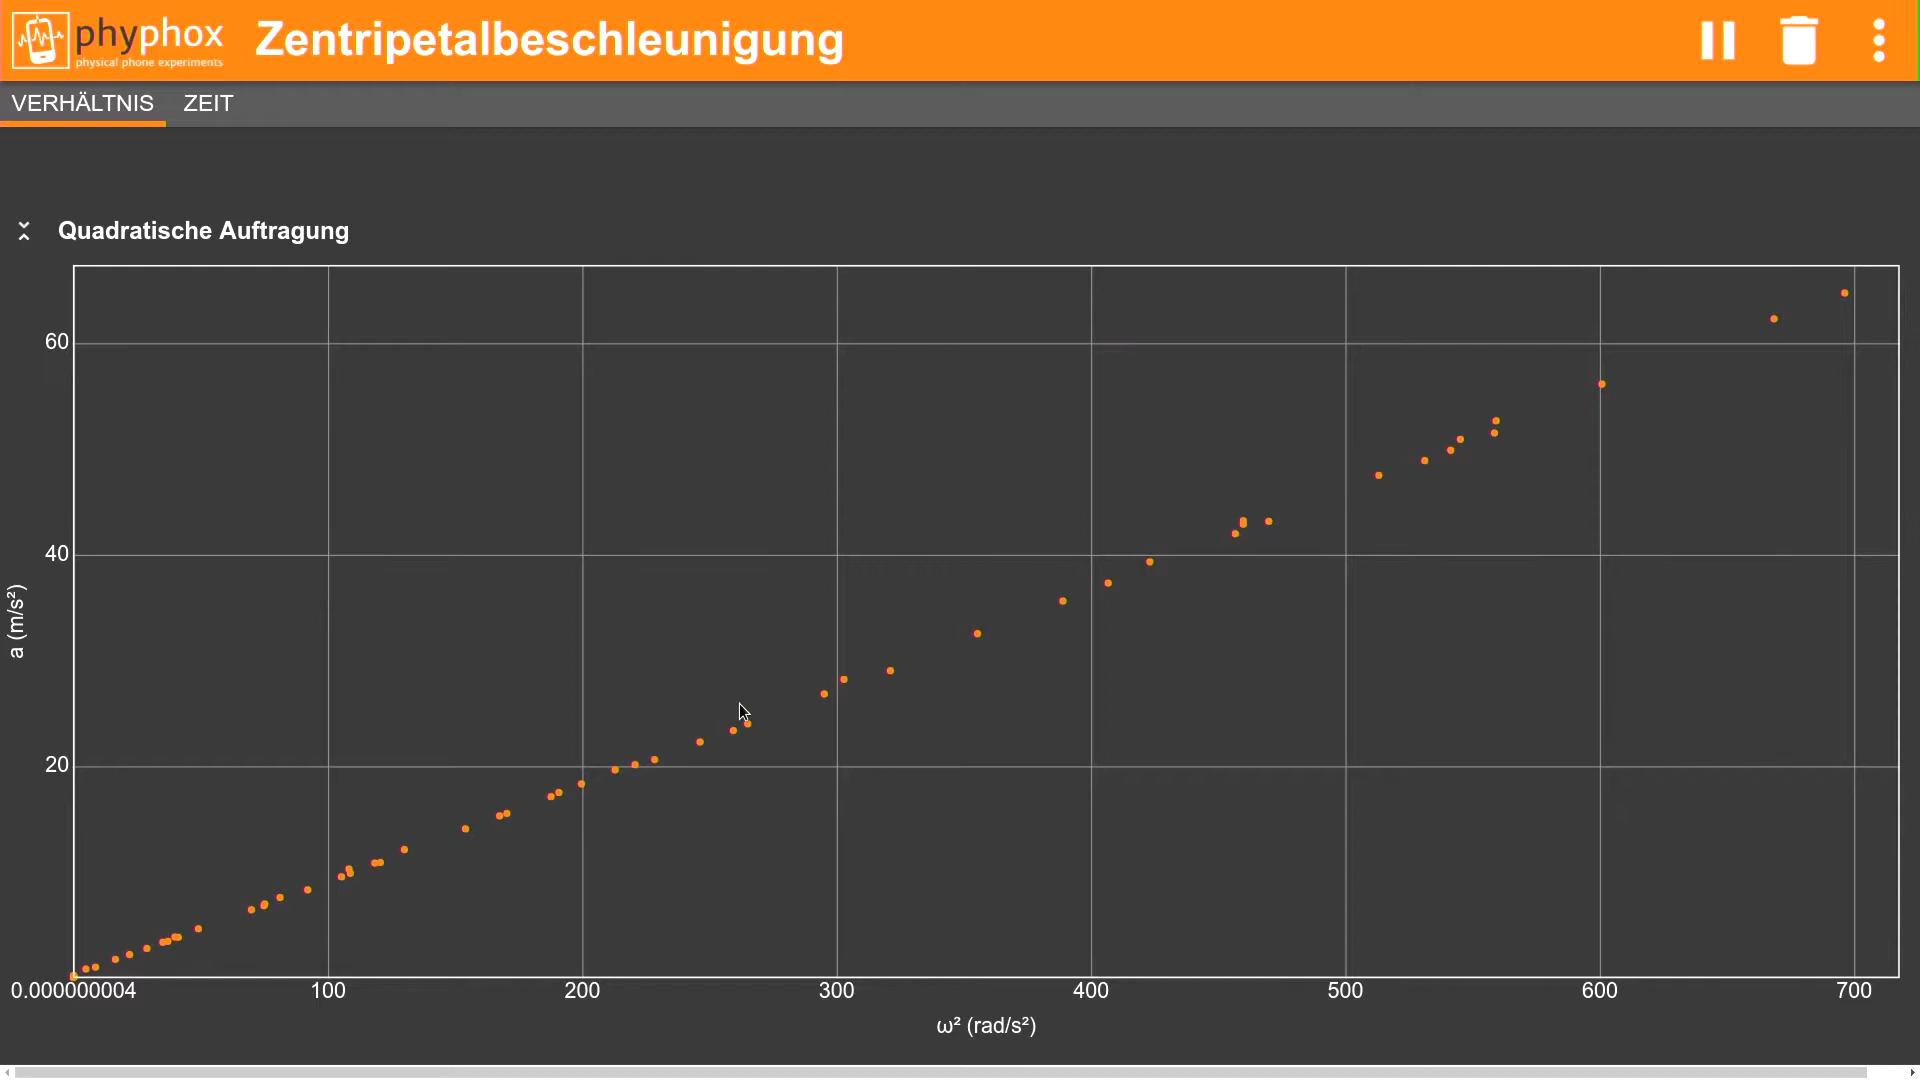 phyphox
physical phone experiments
Zentripetalbeschleunigung
VERHÄLTNIS ZEIT
Quadratische Auftragung
60
40
20
a (m/s²)
0.000000004 100 200 300 400 500 600 700
ω² (rad/s²)